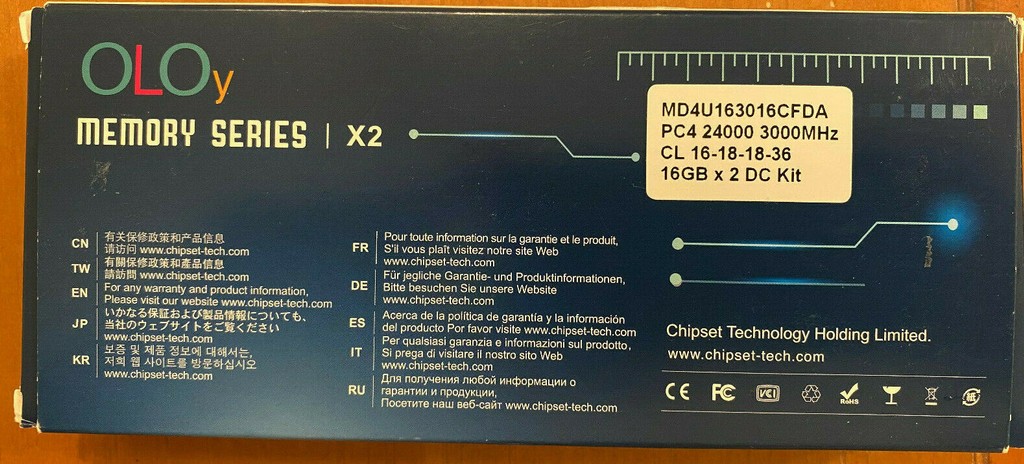 OLOy
MEMORY SERIES | X2
MD4U163016CFDA
PC4 24000 3000MHz
CL 16-18-18-36
16GB x 2 DC Kit
CN
有关保修政策和产品信息
请访问 www.chipset-tech.com
TW
有關保修政策和產品信息
請訪問 www.chipset-tech.com
EN
For any warranty and product information,
Please visit our website www.chipset-tech.com
JP
いかなる保証および製品情報についても、
当社のウェブサイトをご覧ください
www.chipset-tech.com
KR
보증 및 제품 정보에 대해서는,
저희 웹 사이트를 방문하십시오
www.chipset-tech.com
FR
Pour toute information sur la garantie et le produit,
S'il vous plaît visitez notre site Web
www.chipset-tech.com
DE
Für jegliche Garantie- und Produktinformationen,
Bitte besuchen Sie unsere Website
www.chipset-tech.com
ES
Acerca de la política de garantía y la información
del producto Por favor visite www.chipset-tech.com
IT
Per qualsiasi garanzia e informazioni sul prodotto,
Si prega di visitare il nostro sito Web
www.chipset-tech.com
RU
Для получения любой информации о
гарантии и продукции,
Посетите наш веб-сайт www.chipset-tech.com
Chipset Technology Holding Limited.
www.chipset-tech.com
CE FC VCI RoHS 紙